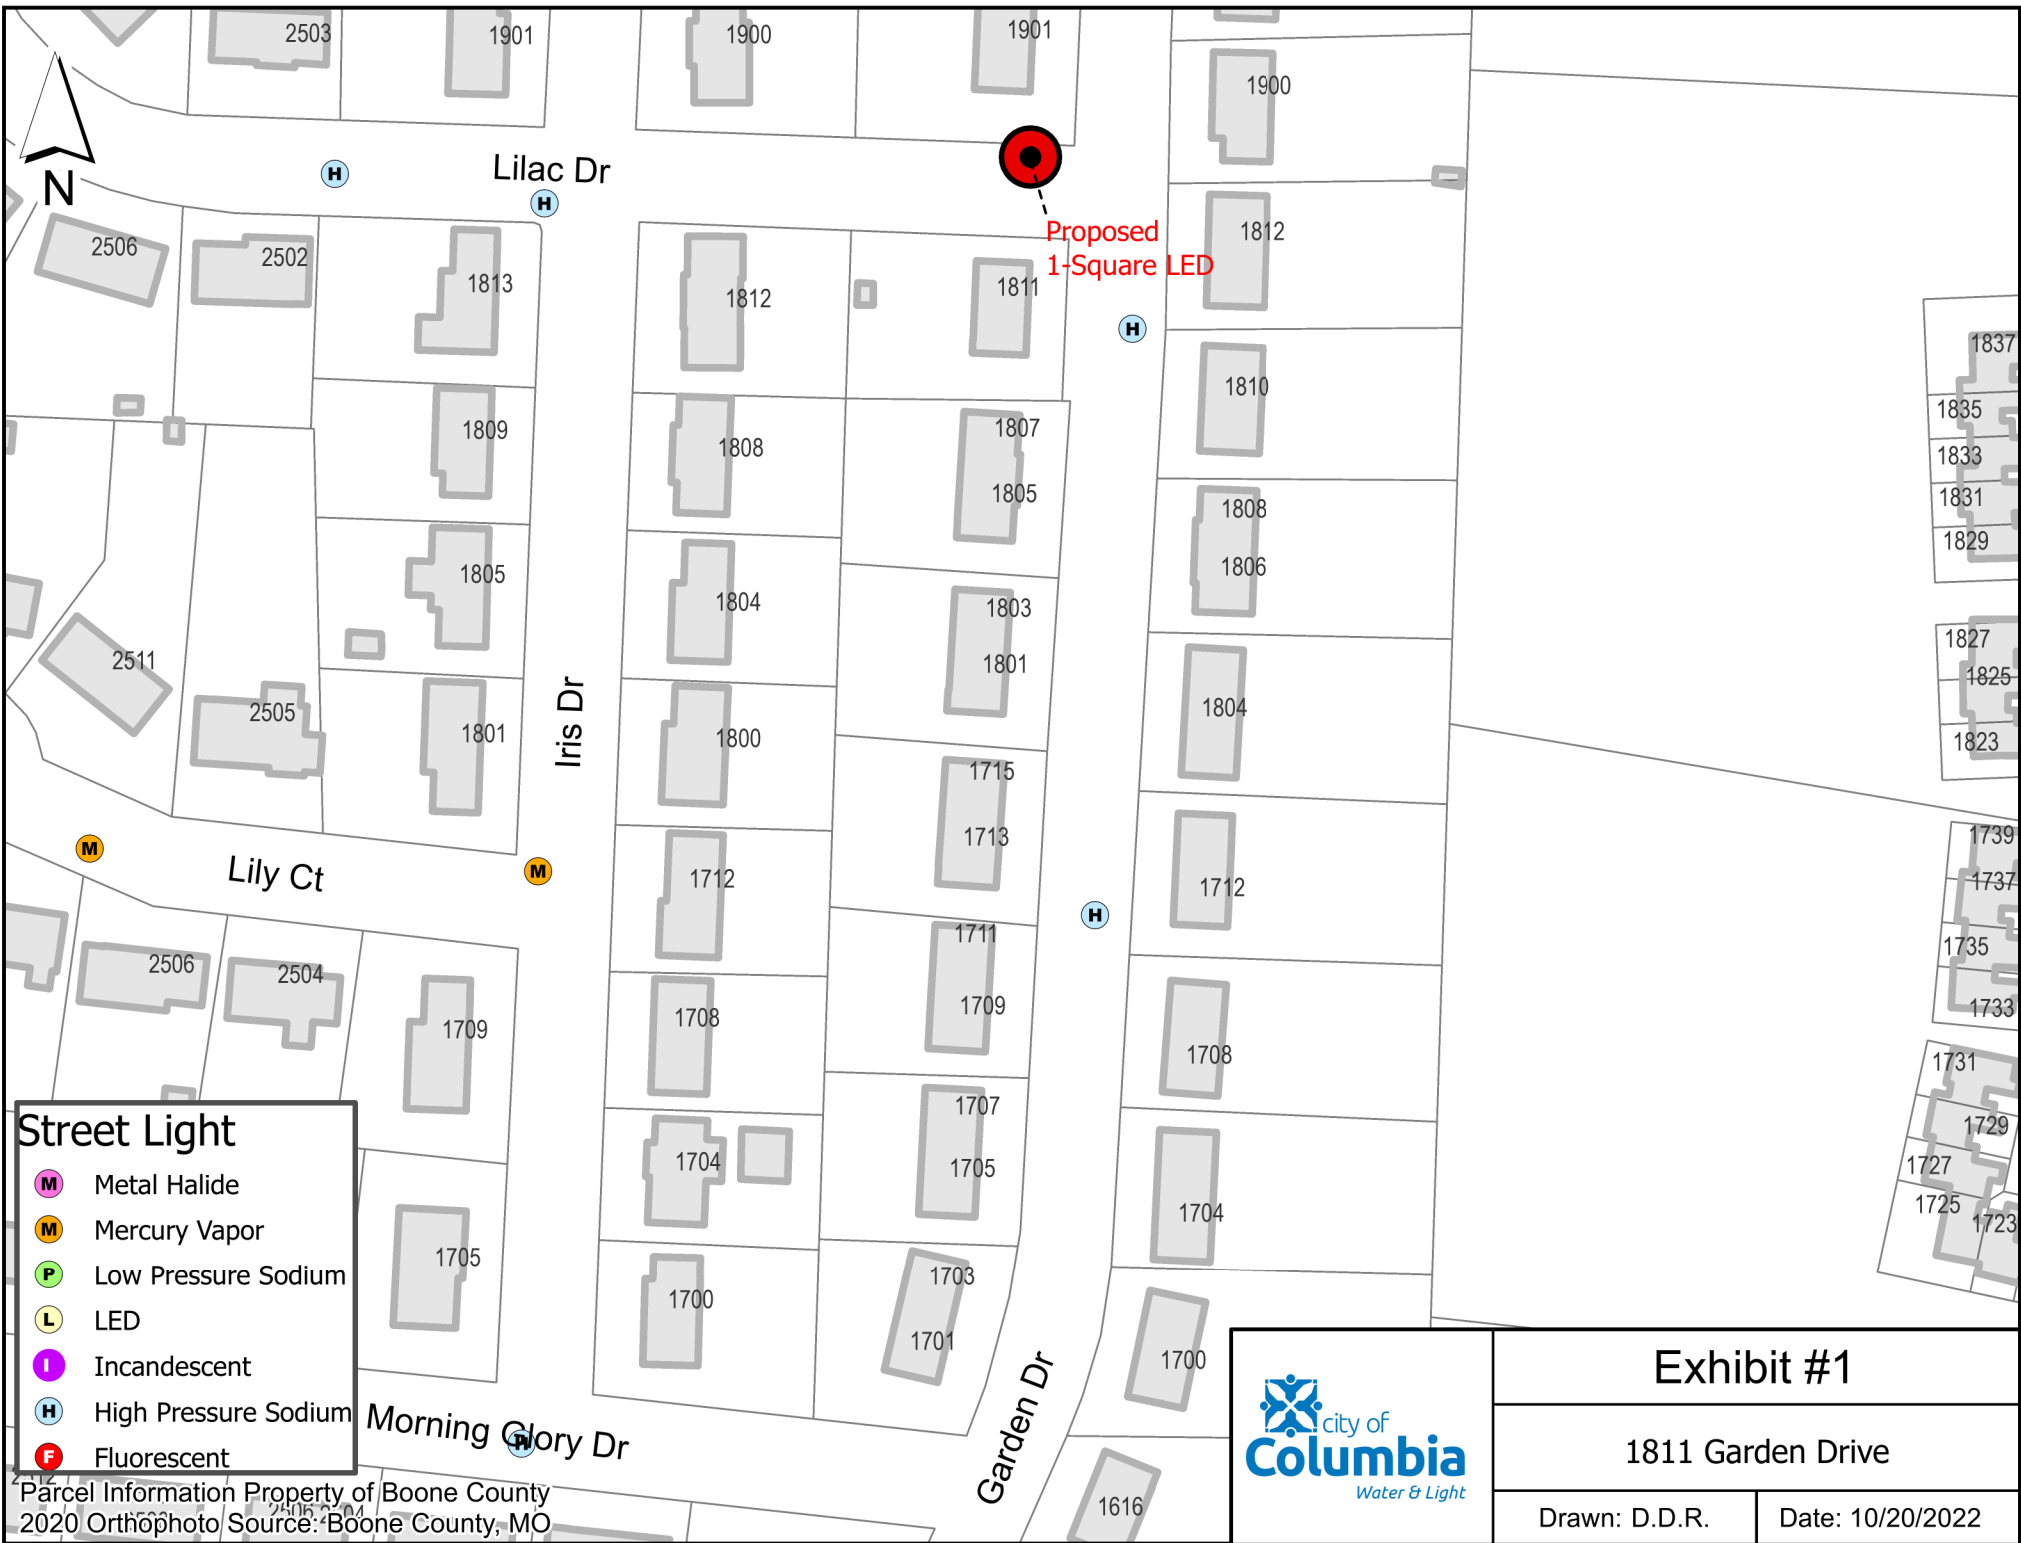 2503
1901
1900
1901
1900
N
H
Lilac Dr
H
Proposed
1-Square LED
2506
2502
1813
1812
1811
1812
H
1837
1810
1835
1809
1808
1807
1833
1805
1831
1808
1829
1806
1805
1804
1803
1827
2511
1801
1825
2505
1801
Iris Dr
1800
1804
1823
1715
1713
1739
M
Lily Ct
M
1712
1712
1737
H
1711
1735
2506
2504
1709
1733
1709
1708
1708
1731
1707
1729
1704
1705
1727
1704
1725
1723
1705
1703
1700
1701
1700
Garden Dr
Morning Glory Dr
H
1616
Street Light
M Metal Halide
M Mercury Vapor
P Low Pressure Sodium
L LED
I Incandescent
H High Pressure Sodium
F Fluorescent
Parcel Information Property of Boone County
2020 Orthophoto Source: Boone County, MO
city of
Columbia
Water & Light
Exhibit #1
1811 Garden Drive
Drawn: D.D.R.
Date: 10/20/2022